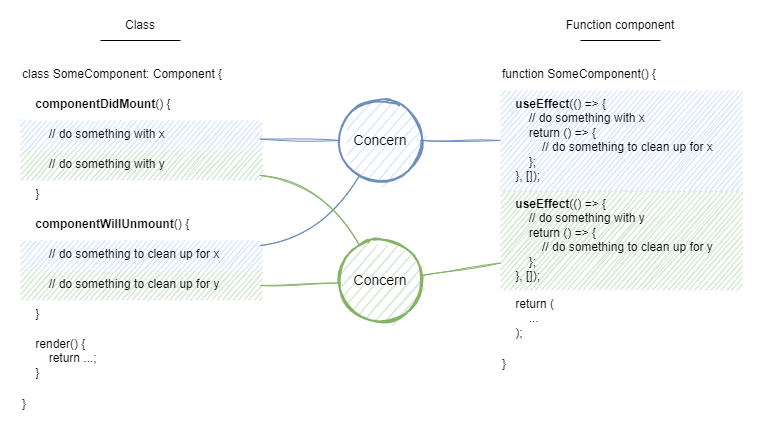 Class
class SomeComponent: Component {
componentDidMount() {
// do something with x
// do something with y
}
componentWillUnmount() {
// do something to clean up for x
// do something to clean up for y
}
render() {
return ...;
}
}
Concern
Concern
Function component
function SomeComponent() {
useEffect(() => {
// do something with x
return () => {
// do something to clean up for x
};
}, []);
useEffect(() => {
// do something with y
return () => {
// do something to clean up for y
};
}, []);
return (
...
);
}